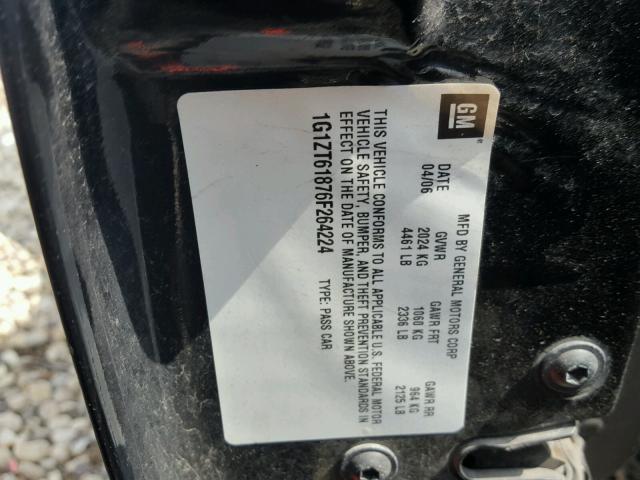 GM
MFD BY GENERAL MOTORS CORP
DATE GVWR GAWR FRT GAWR RR
04/06 2024 KG 1060 KG 964 KG
4461 LB 2336 LB 2125 LB
THIS VEHICLE CONFORMS TO ALL APPLICABLE U.S. FEDERAL MOTOR
VEHICLE SAFETY, BUMPER, AND THEFT PREVENTION STANDARDS IN
EFFECT ON THE DATE OF MANUFACTURE SHOWN ABOVE.
1G1ZT61876F264224 TYPE: PASS CAR